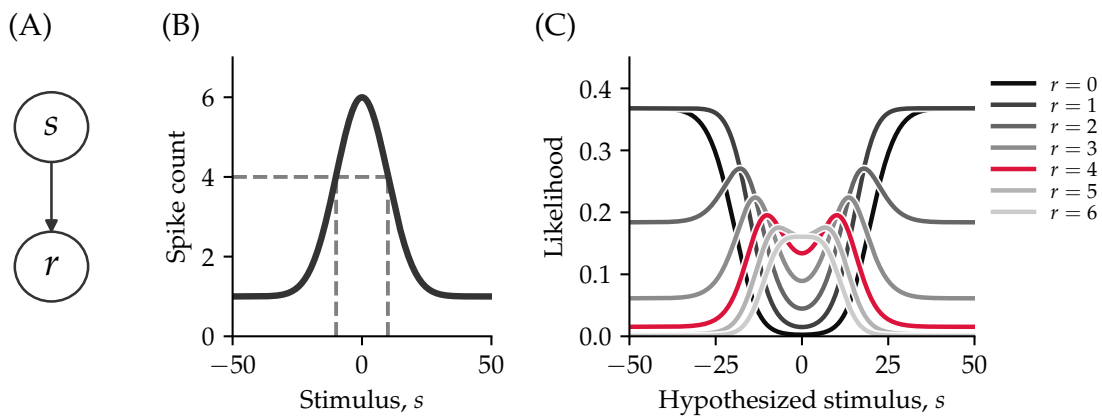 (A)
s
r
(B)
Spike count
6
4
2
0
−50
0
50
Stimulus, s
(C)
Likelihood
0.4
0.3
0.2
0.1
0.0
−50
−25
0
25
50
Hypothesized stimulus, s
r = 0
r = 1
r = 2
r = 3
r = 4
r = 5
r = 6